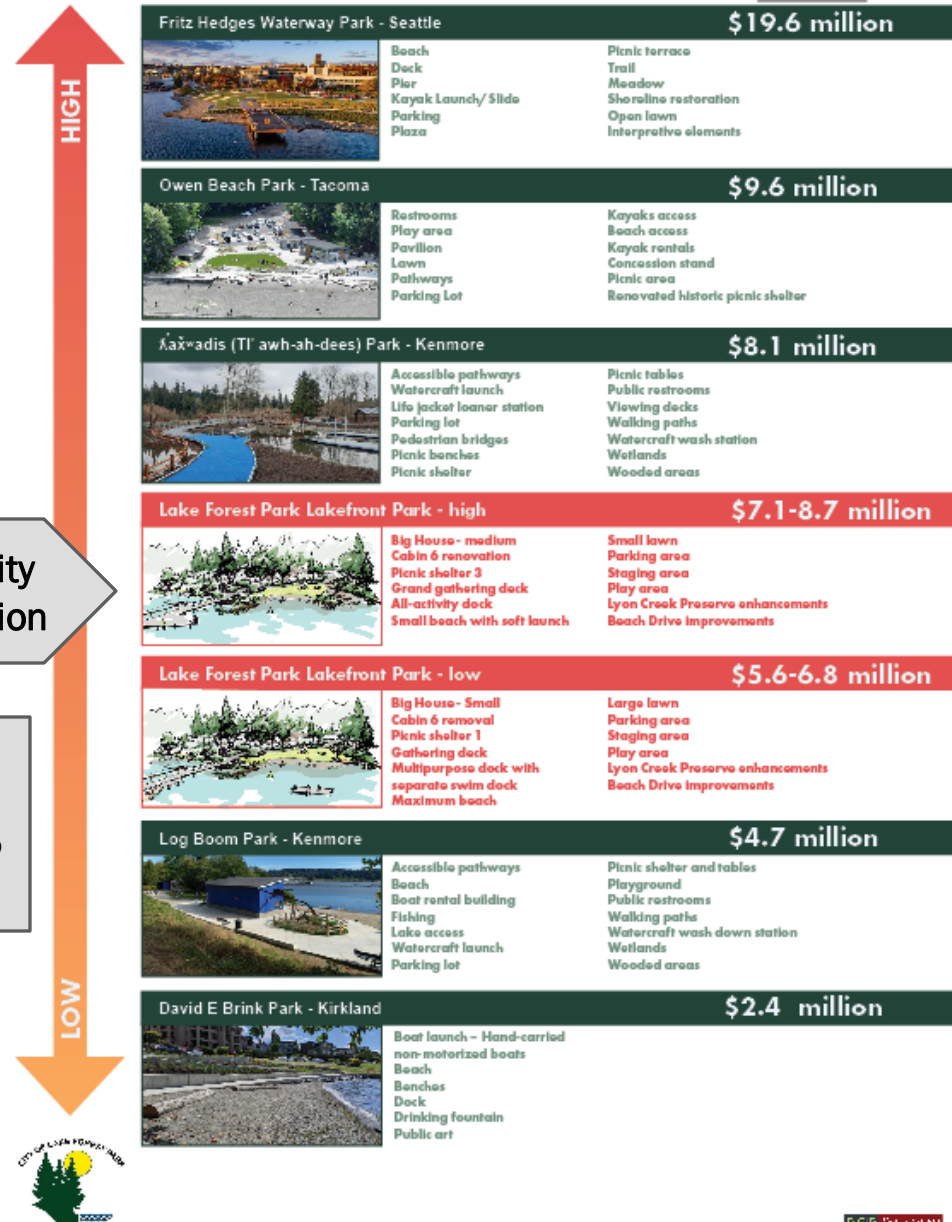 HIGH
Fritz Hedges Waterway Park - Seattle
$19.6 million
Beach
Dock
Pier
Kayak Launch/Slide
Parking
Plaza
Picnic terrace
Trail
Meadow
Shoreline restoration
Open lawn
Interpretive elements
Owen Beach Park - Tacoma
$9.6 million
Restrooms
Play area
Pavilion
Lawn
Pathways
Parking Lot
Kayaks access
Beach access
Kayak rentals
Concession stand
Picnic area
Renovated historic picnic shelter
ƛ̕ax̌ʷadis (Tl' awh-ah-dees) Park - Kenmore
$8.1 million
Accessible pathways
Watercraft launch
Life jacket loaner station
Parking lot
Pedestrian bridges
Picnic benches
Picnic shelter
Picnic tables
Public restrooms
Viewing decks
Walking paths
Watercraft wash station
Wetlands
Wooded areas
ity
ion
Lake Forest Park Lakefront Park - high
$7.1-8.7 million
Big House- medium
Cabin 6 renovation
Picnic shelter 3
Grand gathering deck
All-activity dock
Small beach with soft launch
Small lawn
Parking area
Staging area
Play area
Lyon Creek Preserve enhancements
Beach Drive improvements
Lake Forest Park Lakefront Park - low
$5.6-6.8 million
Big House- Small
Cabin 6 removal
Picnic shelter 1
Gathering deck
Multipurpose dock with
separate swim dock
Maximum beach
Large lawn
Parking area
Staging area
Play area
Lyon Creek Preserve enhancements
Beach Drive improvements
Log Boom Park - Kenmore
$4.7 million
Accessible pathways
Beach
Boat rental building
Fishing
Lake access
Watercraft launch
Parking lot
Picnic shelter and tables
Playground
Public restrooms
Walking paths
Watercraft wash down station
Wetlands
Wooded areas
LOW
David E Brink Park - Kirkland
$2.4 million
Boat launch – Hand-carried
non-motorized boats
Beach
Benches
Dock
Drinking fountain
Public art
CITY OF LAKE FOREST PARK